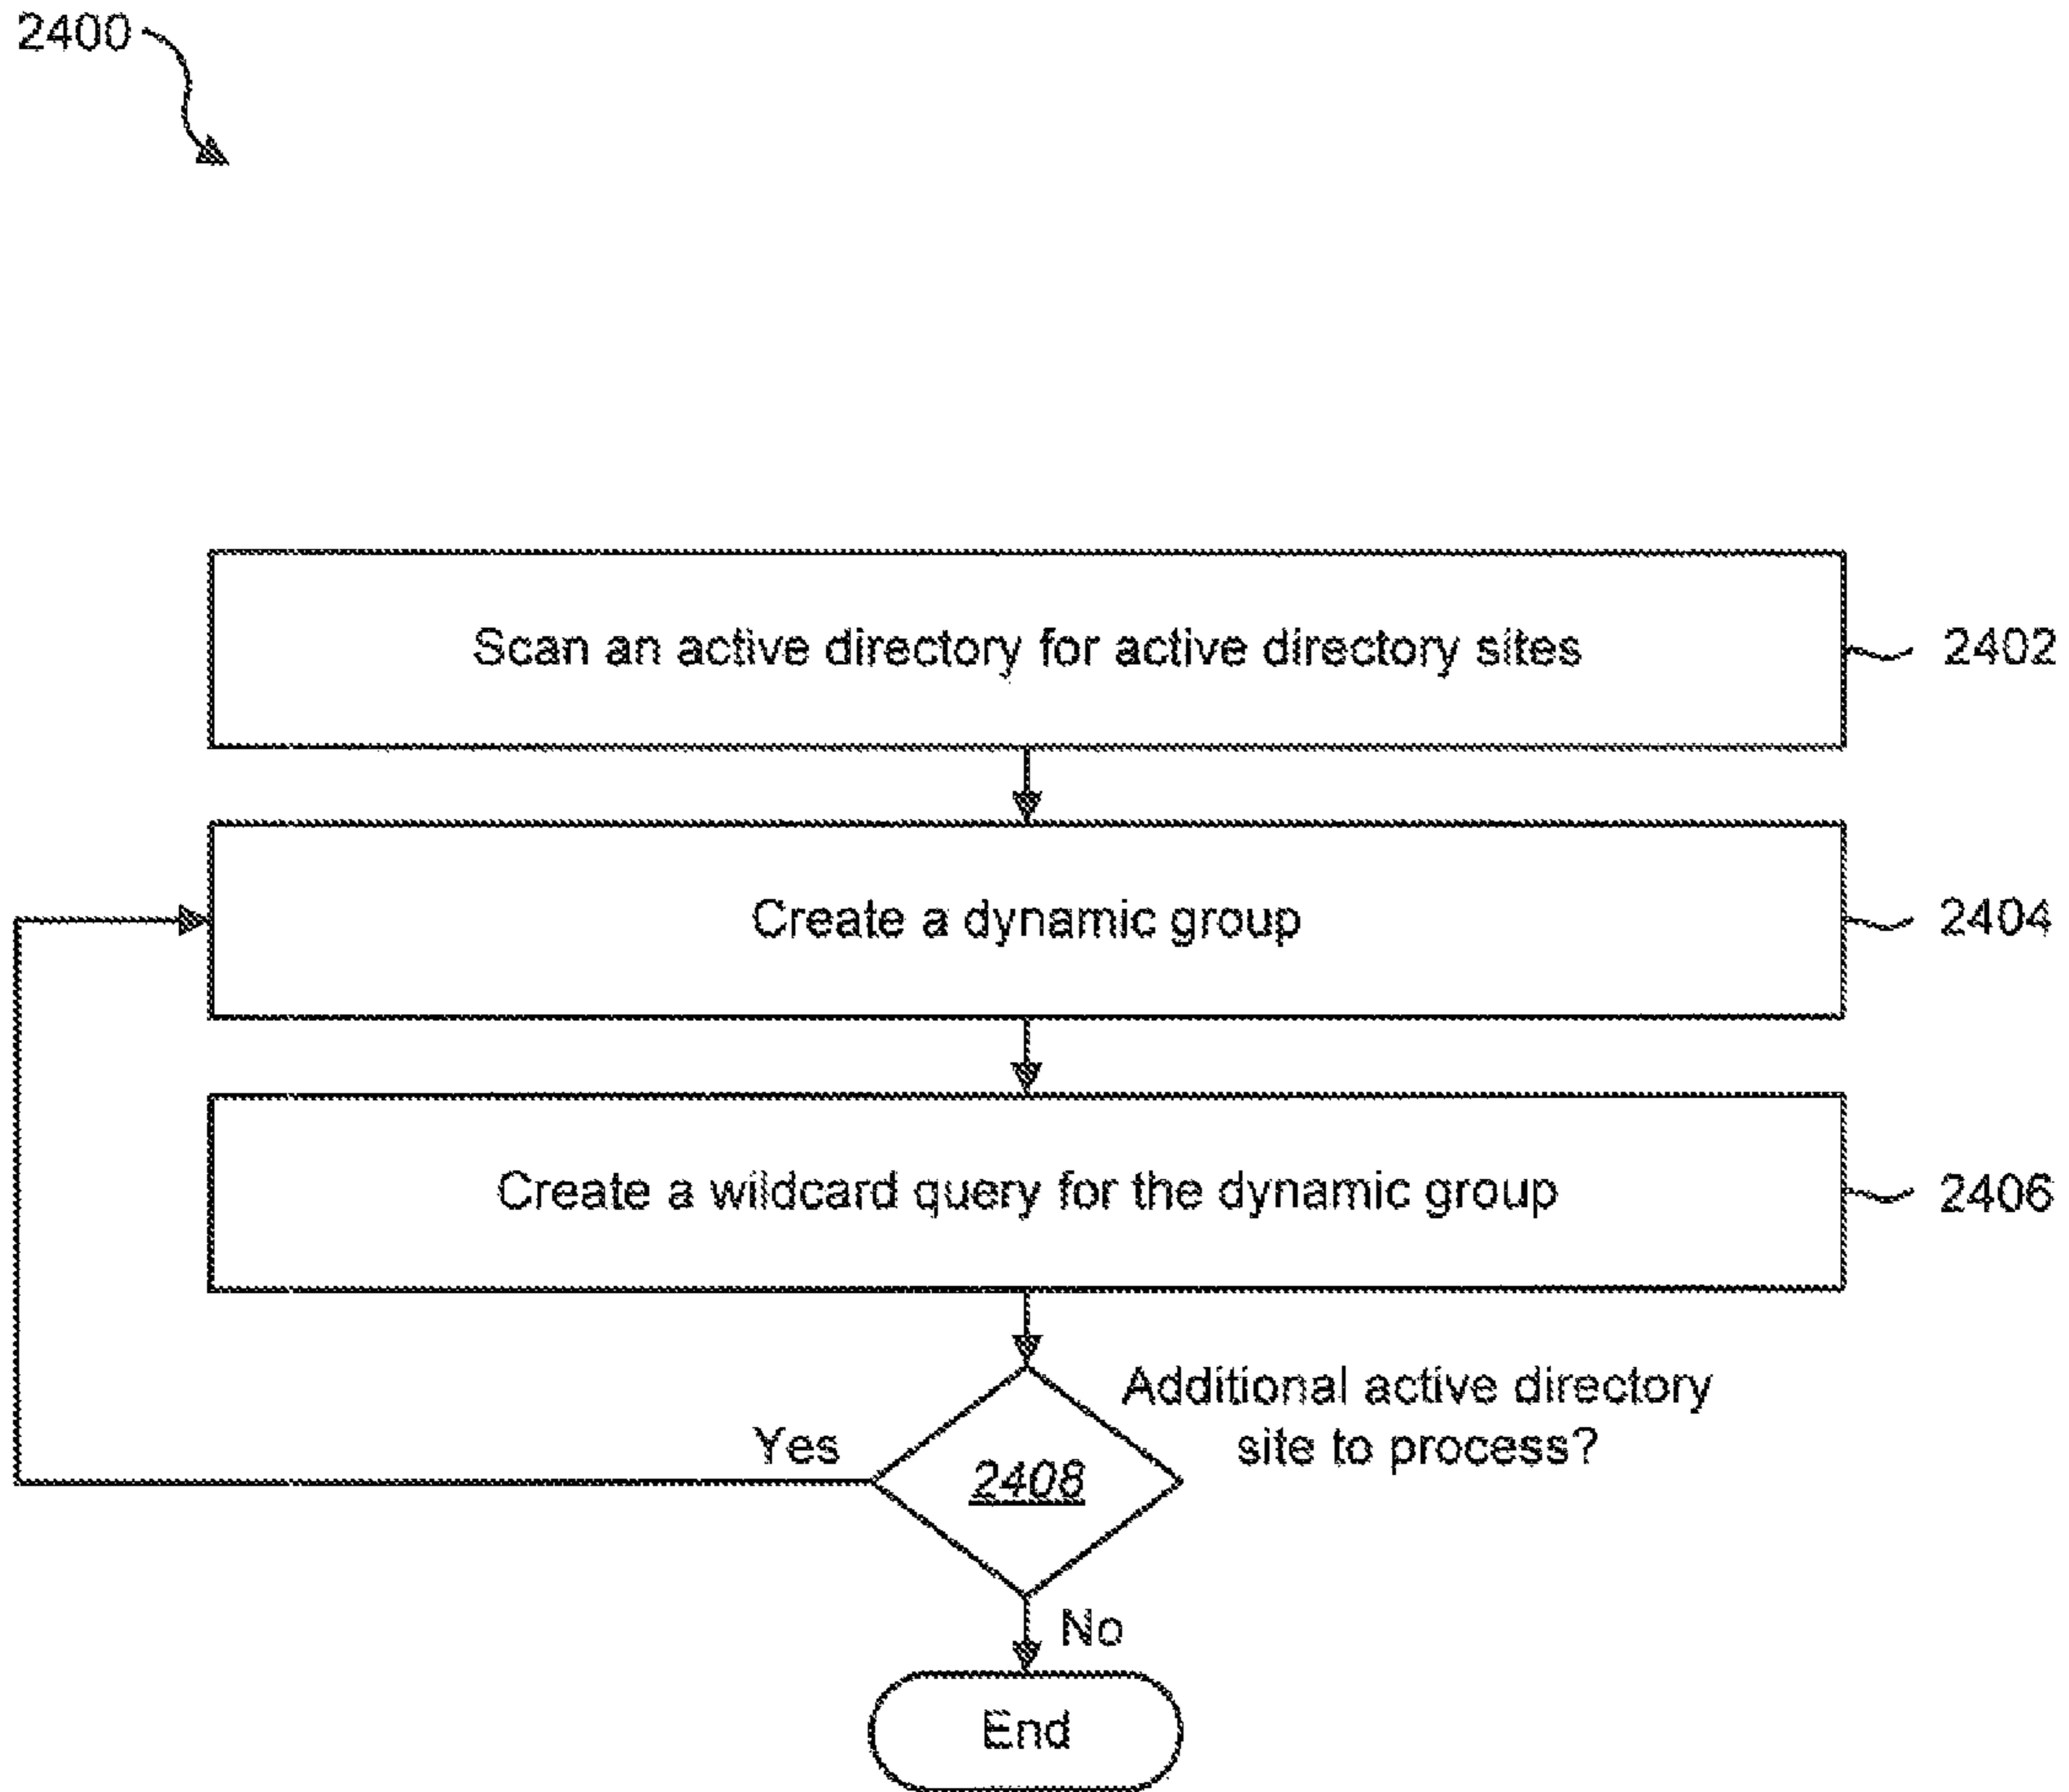 2400
Scan an active directory for active directory sites
2402
Create a dynamic group
2404
Create a wildcard query for the dynamic group
2406
Additional active directory
site to process?
Yes
2408
No
End